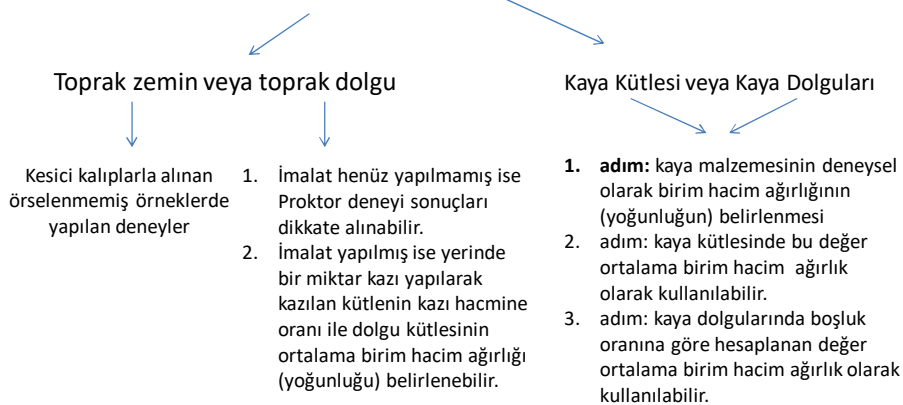 Toprak zemin veya toprak dolgu
Kaya Kütlesi veya Kaya Dolguları
Kesici kalıplarla alınan
örselenmemiş örneklerde
yapılan deneyler
1. İmalat henüz yapılmamış ise
Proktor deneyi sonuçları
dikkate alınabilir.
2. İmalat yapılmış ise yerinde
bir miktar kazı yapılarak
kazılan kütlenin kazı hacmine
oranı ile dolgu kütlesinin
ortalama birim hacim ağırlığı
(yoğunluğu) belirlenebilir.
1. adım: kaya malzemesinin deneysel
olarak birim hacim ağırlığının
(yoğunluğun) belirlenmesi
2. adım: kaya kütlesinde bu değer
ortalama birim hacim ağırlık
olarak kullanılabilir.
3. adım: kaya dolgularında boşluk
oranına göre hesaplanan değer
ortalama birim hacim ağırlık olarak
kullanılabilir.